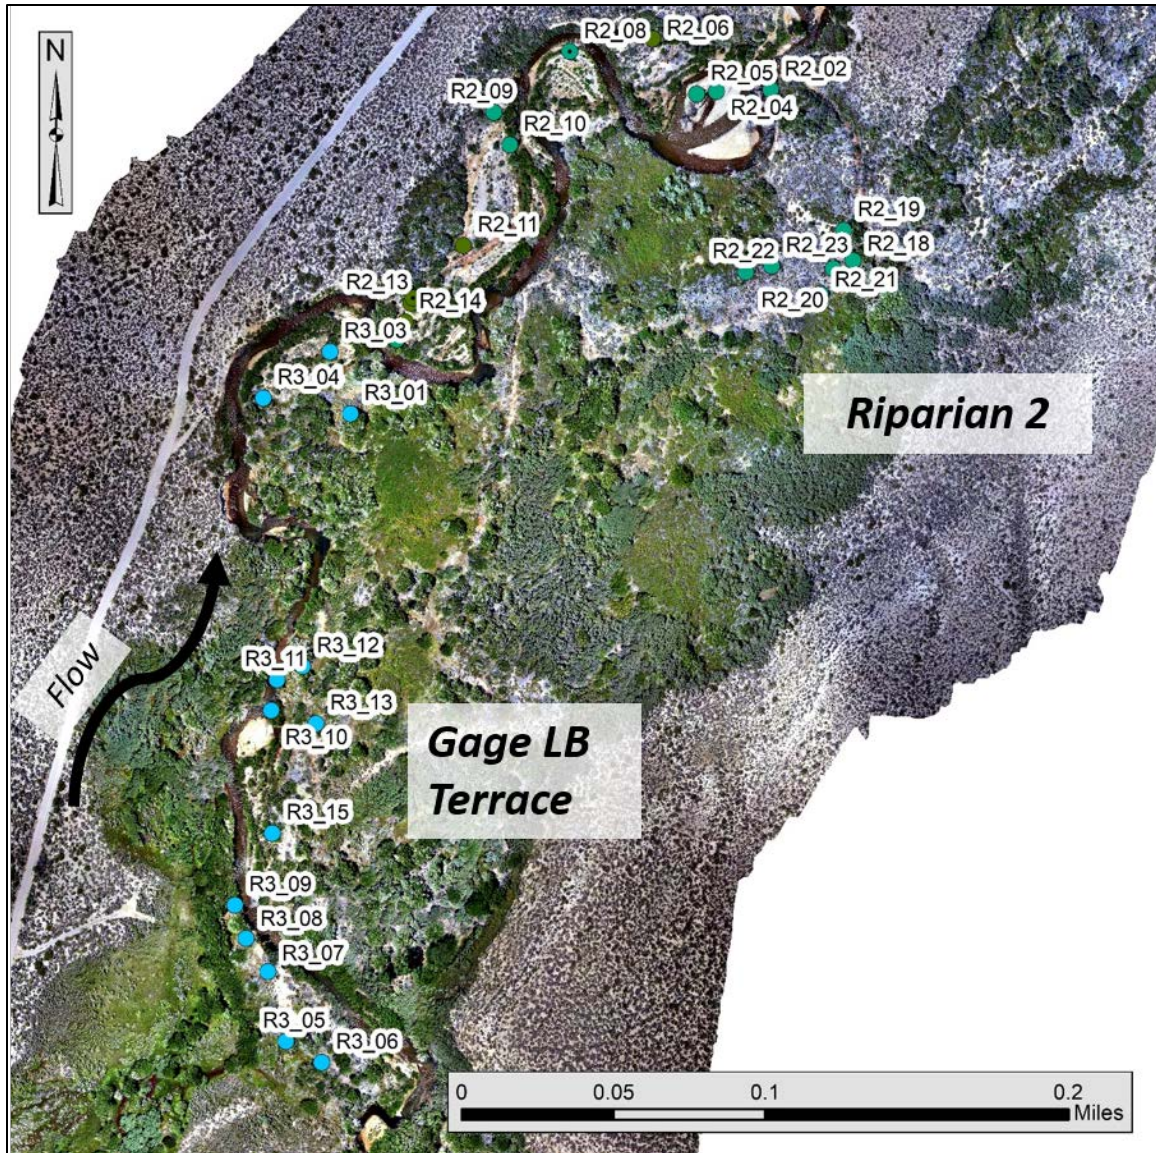 N
R2_08
R2_06
R2_05
R2_02
R2_09
R2_04
R2_10
R2_11
R2_19
R2_22
R2_23
R2_18
R2_13
R2_14
R2_20
R2_21
R3_03
R3_04
R3_01
Riparian 2
Flow
R3_11
R3_12
R3_13
R3_10
Gage LB
Terrace
R3_15
R3_09
R3_08
R3_07
R3_05
R3_06
0 0.05 0.1 0.2
Miles